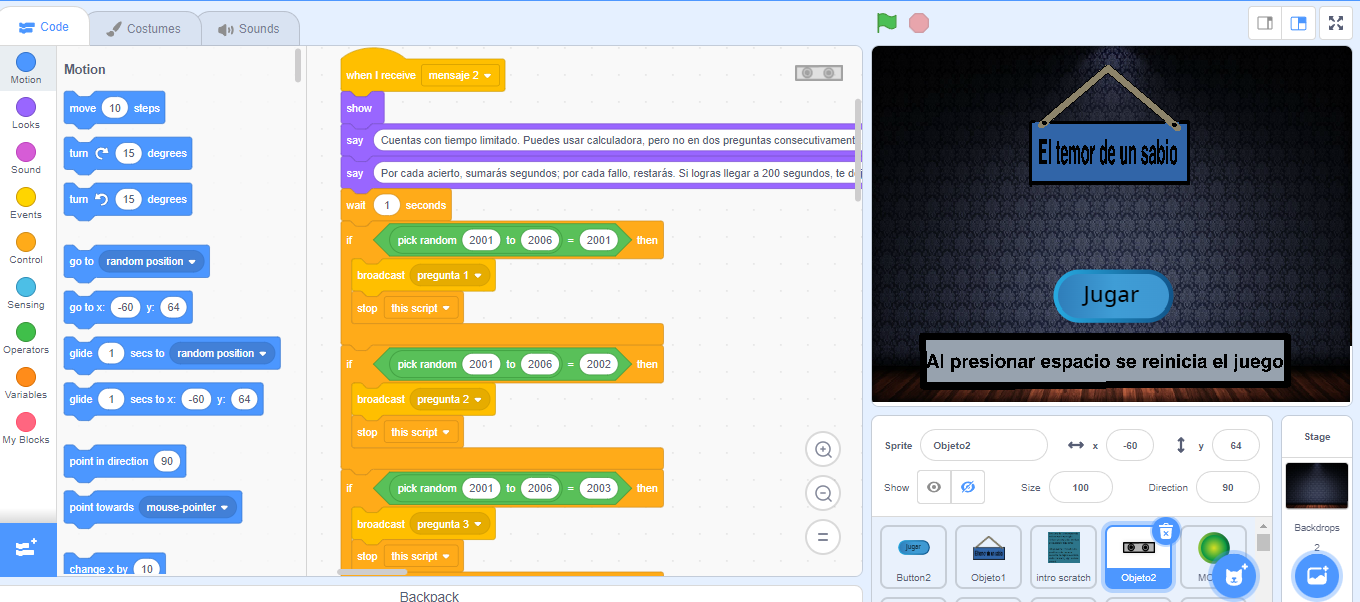 Code
Costumes
Sounds
Motion
Looks
Sound
Events
Control
Sensing
Operators
Variables
My Blocks
Motion
move 10 steps
turn 15 degrees
turn 15 degrees
go to random position
go to x: -60 y: 64
glide 1 secs to random position
glide 1 secs to x: -60 y: 64
point in direction 90
point towards mouse-pointer
change x by 10
when I receive mensaje 2
show
say Cuentas con tiempo limitado. Puedes usar calculadora, pero no en dos preguntas consecutivament
say Por cada acierto, sumarás segundos; por cada fallo, restarás. Si logras llegar a 200 segundos, te
wait 1 seconds
if pick random 2001 to 2006 = 2001 then
broadcast pregunta 1
stop this script
if pick random 2001 to 2006 = 2002 then
broadcast pregunta 2
stop this script
if pick random 2001 to 2006 = 2003 then
broadcast pregunta 3
stop this script
Backpack
El temor de un sabio
Jugar
Al presionar espacio se reinicia el juego
Sprite Objeto2 x -60 y 64
Show Size 100 Direction 90
Jugar
Button2
Objeto1
intro scratch
Objeto2
Stage
Backdrops
2